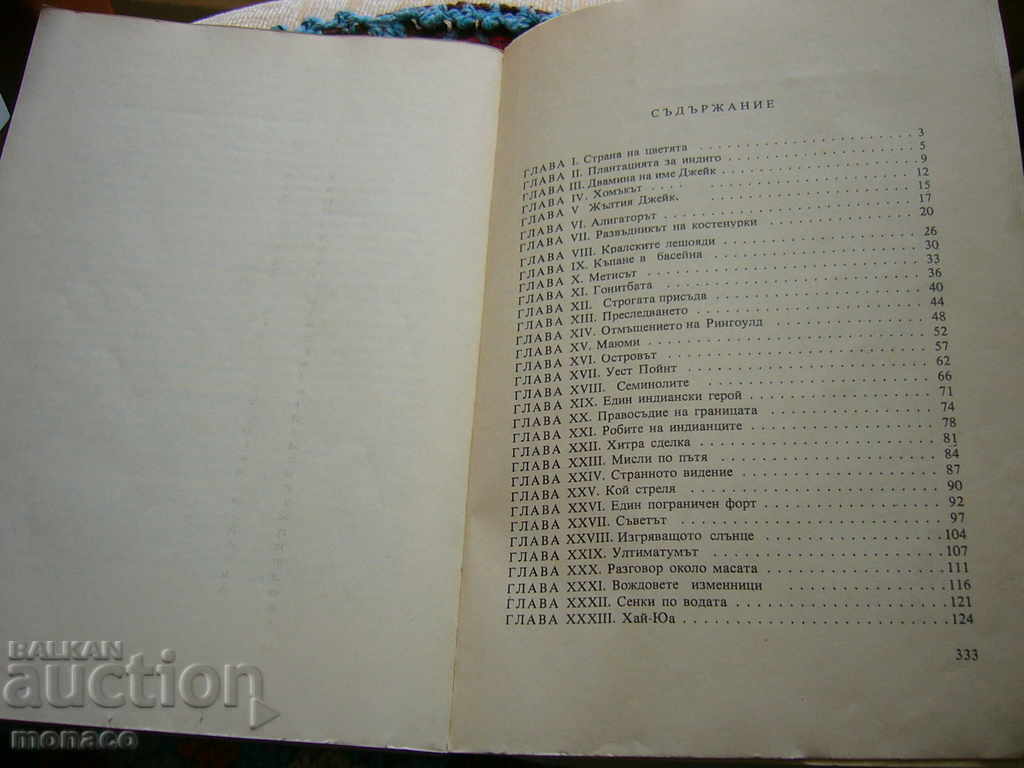 СЪДЪРЖАНИЕ
ГЛАВА I. Страна на цветята . . . . . . . . . . . . . . . . . . . 3
ГЛАВА II. Плантацията за индиго . . . . . . . . . . . . . . . . 5
ГЛАВА III. Двамина на име Джейк . . . . . . . . . . . . . . . . 9
ГЛАВА IV. Хомъкът . . . . . . . . . . . . . . . . . . . 12
ГЛАВА V Жълтия Джейк. . . . . . . . . . . . . . . . . . 15
ГЛАВА VI. Алигаторът . . . . . . . . . . . . . . . . . . . 17
ГЛАВА VII. Развъдникът на костенурки . . . . . . . . . . . . . 20
ГЛАВА VIII. Кралските лешояди . . . . . . . . . . . . . . . . 26
ГЛАВА IX. Къпане в басейна . . . . . . . . . . . . . . . . . 30
ГЛАВА X. Метисът . . . . . . . . . . . . . . . . . . . . . 33
ГЛАВА XI. Гонитбата . . . . . . . . . . . . . . . . . . . . 36
ГЛАВА XII. Строгата присъда . . . . . . . . . . . . . . . . 40
ГЛАВА XIII. Преследването . . . . . . . . . . . . . . . . . 44
ГЛАВА XIV. Отмъщението на Рингоулд . . . . . . . . . . . . 48
ГЛАВА XV. Маюми . . . . . . . . . . . . . . . . . . . . . 52
ГЛАВА XVI. Островът . . . . . . . . . . . . . . . . . . . . 57
ГЛАВА XVII. Уест Пойнт . . . . . . . . . . . . . . . . . . . 62
ГЛАВА XVIII. Семинолите . . . . . . . . . . . . . . . . . . 66
ГЛАВА XIX. Един индиански герой . . . . . . . . . . . . . . 71
ГЛАВА XX. Правосъдие на границата . . . . . . . . . . . . . 74
ГЛАВА XXI. Робите на индианците . . . . . . . . . . . . . . 78
ГЛАВА XXII. Хитра сделка . . . . . . . . . . . . . . . . . . 81
ГЛАВА XXIII. Мисли по пътя . . . . . . . . . . . . . . . . . 84
ГЛАВА XXIV. Странното видение . . . . . . . . . . . . . . . 87
ГЛАВА XXV. Кой стреля . . . . . . . . . . . . . . . . . . . 90
ГЛАВА XXVI. Един пограничен форт . . . . . . . . . . . . . 92
ГЛАВА XXVII. Съветът . . . . . . . . . . . . . . . . . . . 97
ГЛАВА XXVIII. Изгряващото слънце . . . . . . . . . . . . . 104
ГЛАВА XXIX. Ултиматумът . . . . . . . . . . . . . . . . . 107
ГЛАВА XXX. Разговор около масата . . . . . . . . . . . . . 111
ГЛАВА XXXI. Вождовете изменници . . . . . . . . . . . . . 116
ГЛАВА XXXII. Сенки по водата . . . . . . . . . . . . . . . 121
ГЛАВА XXXIII. Хай-Юа . . . . . . . . . . . . . . . . . . . 124
333
BALKAN
auction
monaco